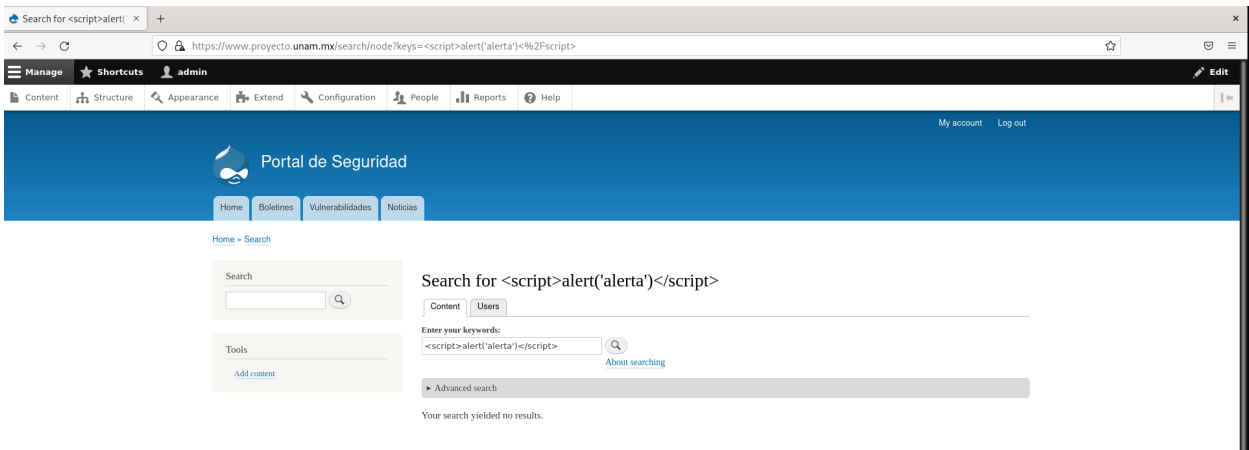 Search for <script>alert(
https://www.proyecto.unam.mx/search/node?keys=<script>alert('alerta')<%2Fscript>
Manage Shortcuts admin Edit
Content Structure Appearance Extend Configuration People Reports Help
My account Log out
Portal de Seguridad
Home Boletines Vulnerabilidades Noticias
Home » Search
Search
Search for <script>alert('alerta')</script>
Content Users
Enter your keywords:
<script>alert('alerta')</script>
About searching
Tools
Add content
Advanced search
Your search yielded no results.